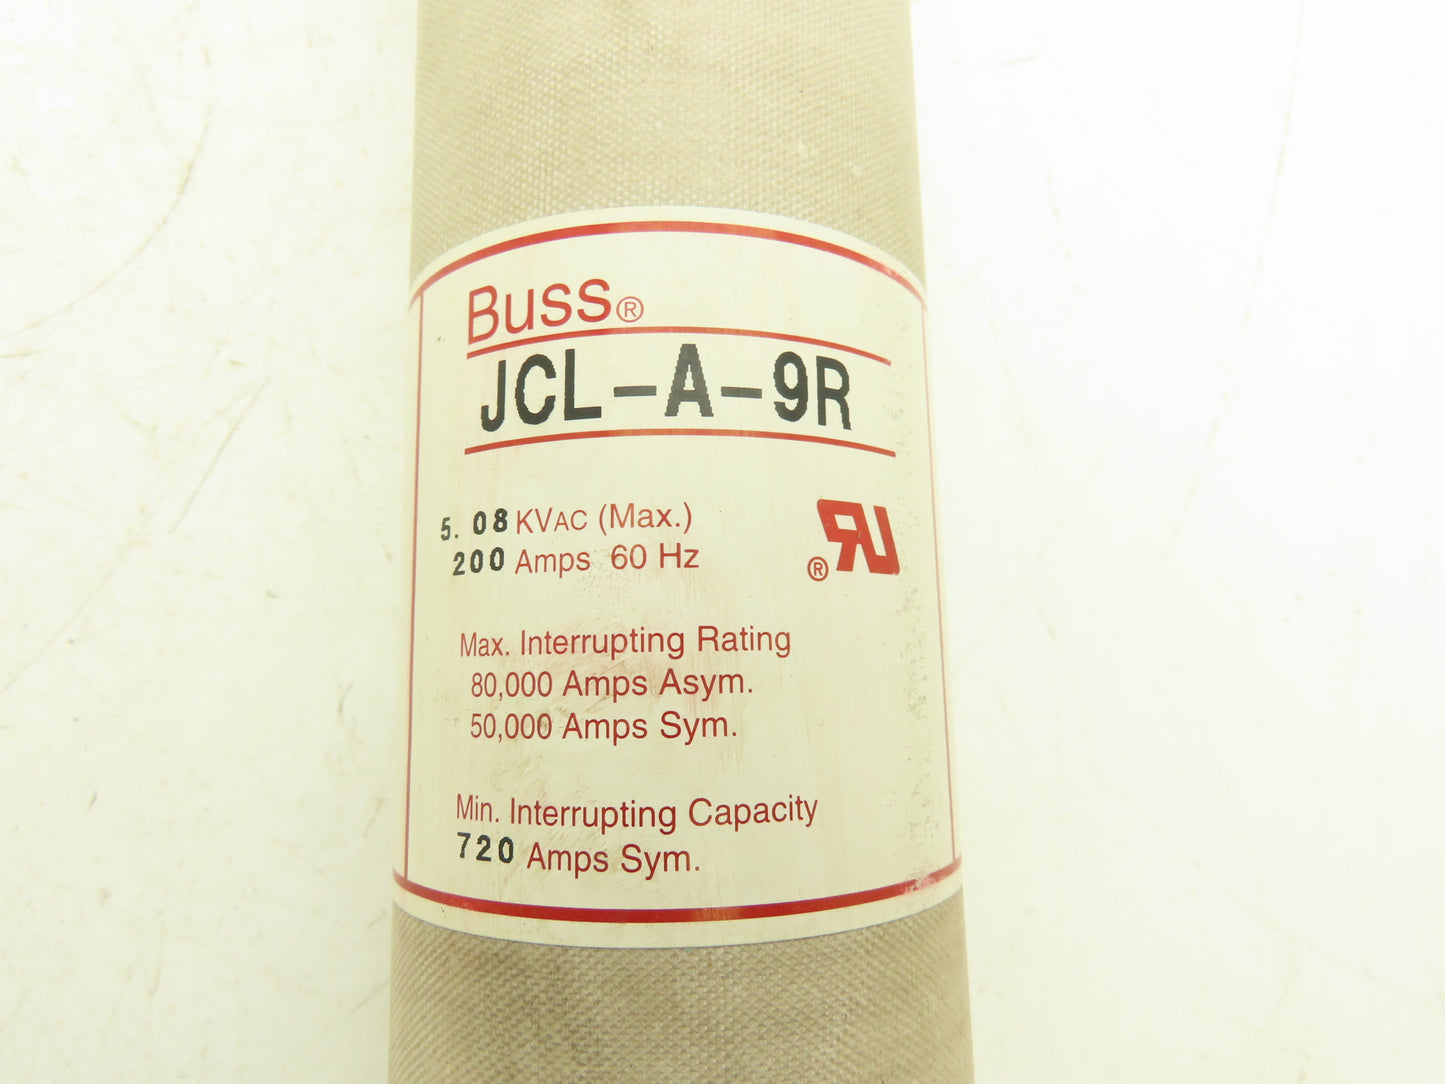 Buss®
JCL-A-9R
5.08 KVAC (Max.)
200 Amps 60 Hz
RU®
Max. Interrupting Rating
80,000 Amps Asym.
50,000 Amps Sym.
Min. Interrupting Capacity
720 Amps Sym.